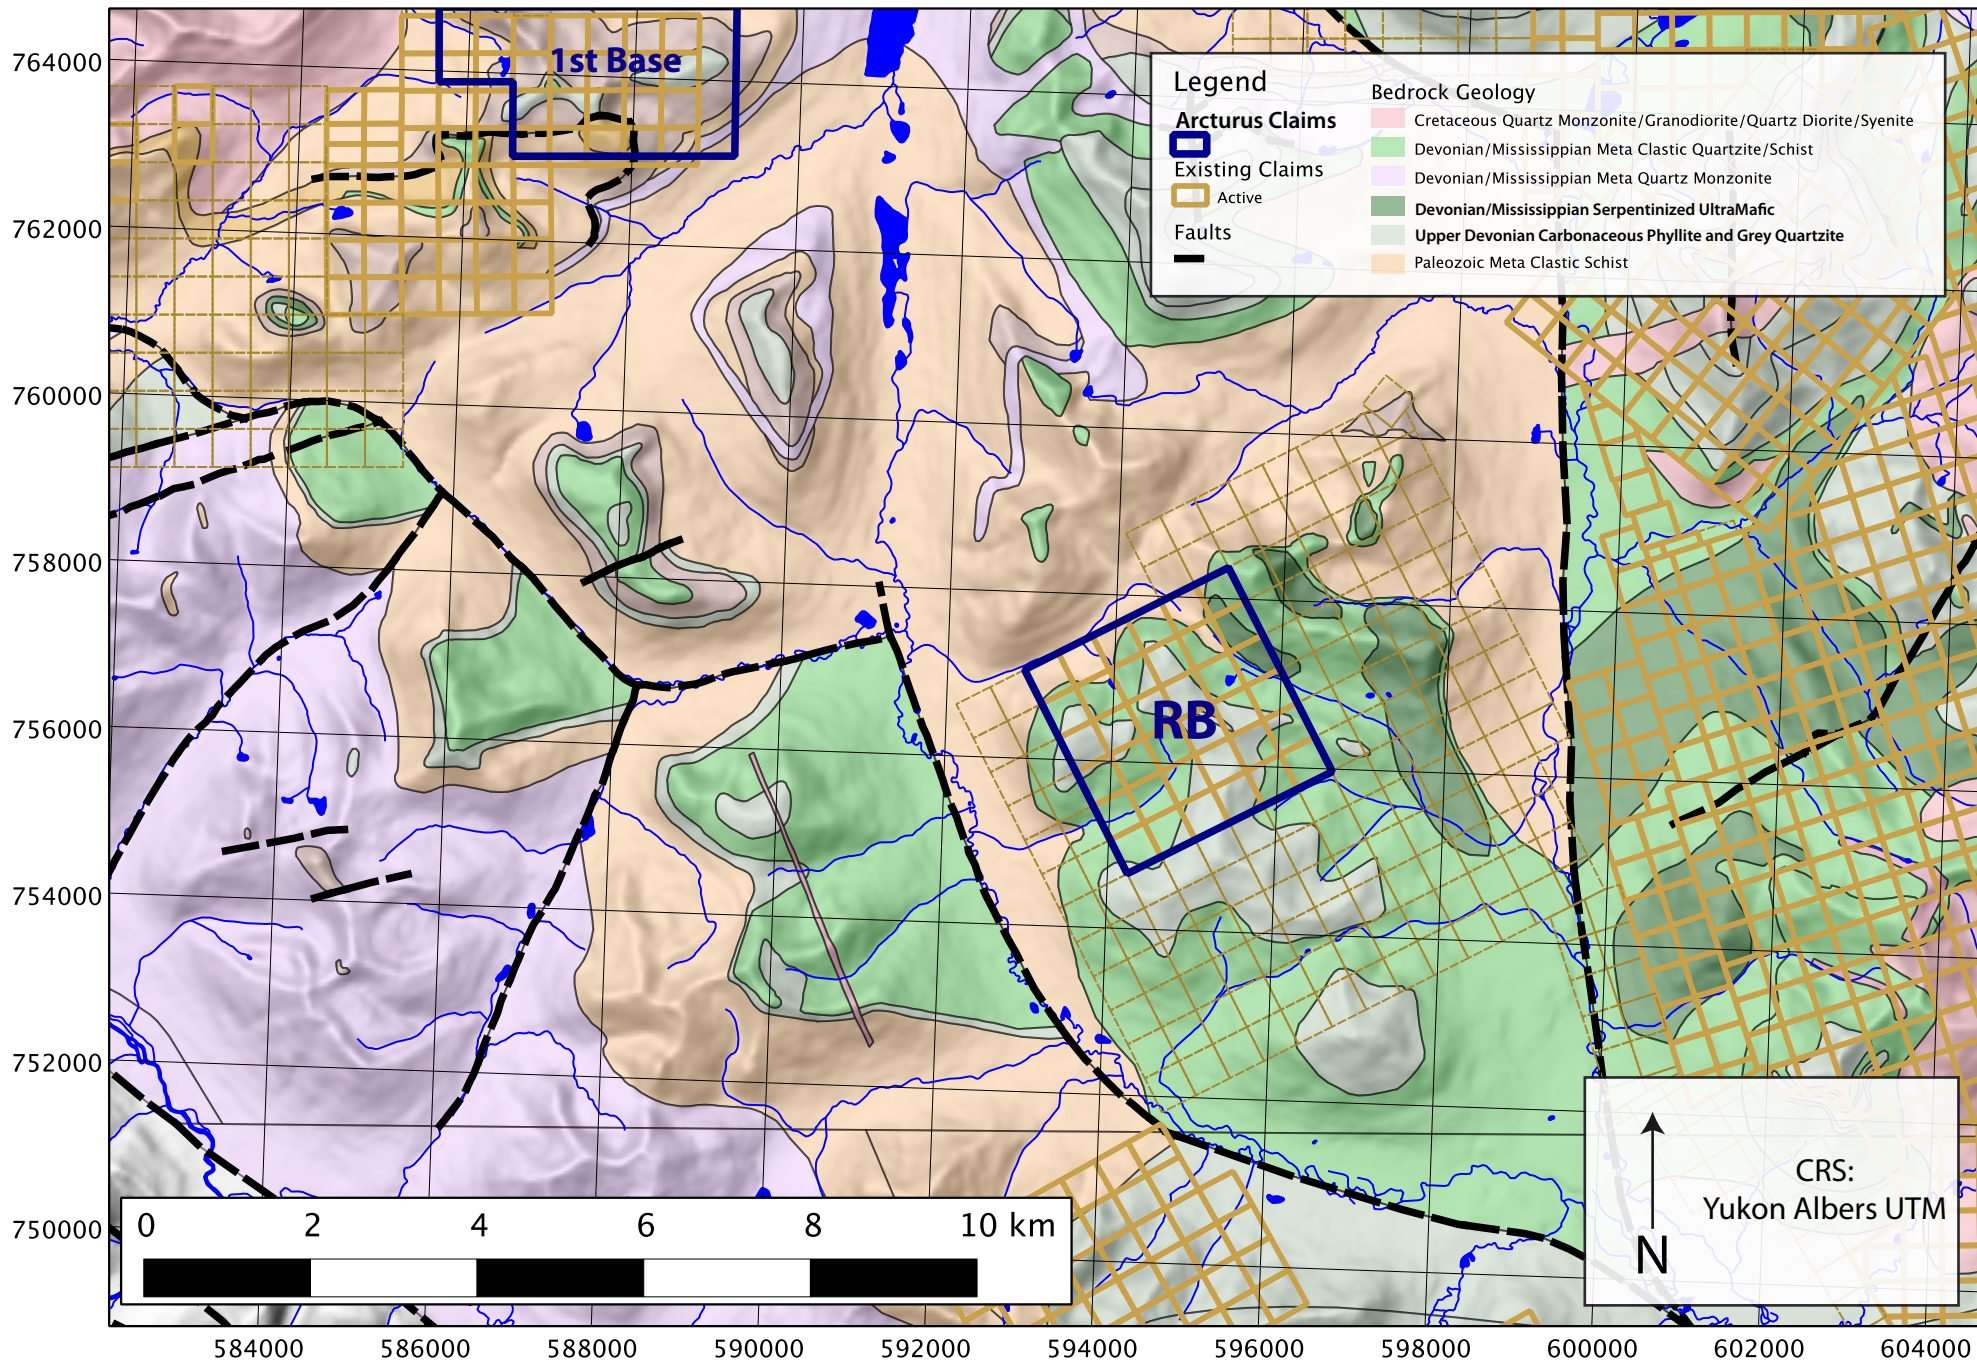 764000
762000
760000
758000
756000
754000
752000
750000
1st Base
RB
Legend
Arcturus Claims
Existing Claims
Active
Faults
Bedrock Geology
Cretaceous Quartz Monzonite/Granodiorite/Quartz Diorite/Syenite
Devonian/Mississippian Meta Clastic Quartzite/Schist
Devonian/Mississippian Meta Quartz Monzonite
Devonian/Mississippian Serpentinized UltraMafic
Upper Devonian Carbonaceous Phyllite and Grey Quartzite
Paleozoic Meta Clastic Schist
0 2 4 6 8 10 km
N
CRS:
Yukon Albers UTM
584000 586000 588000 590000 592000 594000 596000 598000 600000 602000 604000